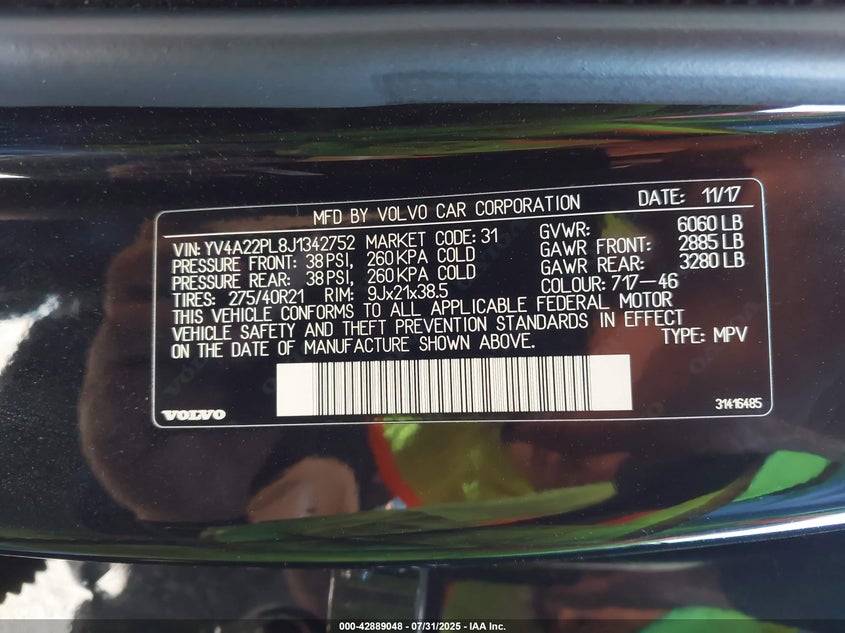 MFD BY VOLVO CAR CORPORATION DATE: 11/17
VIN: YV4A22PL8J1342752 MARKET CODE: 31 GVWR: 6060 LB
PRESSURE FRONT: 38 PSI, 260 KPA COLD GAWR FRONT: 2885 LB
PRESSURE REAR: 38 PSI, 260 KPA COLD GAWR REAR: 3280 LB
TIRES: 275/40R21 RIM: 9Jx21x38.5 COLOUR: 717-46
THIS VEHICLE CONFORMS TO ALL APPLICABLE FEDERAL MOTOR
VEHICLE SAFETY AND THEFT PREVENTION STANDARDS IN EFFECT
ON THE DATE OF MANUFACTURE SHOWN ABOVE. TYPE: MPV
VOLVO 31416485
000-42889048 - 07/31/2025 - IAA Inc.